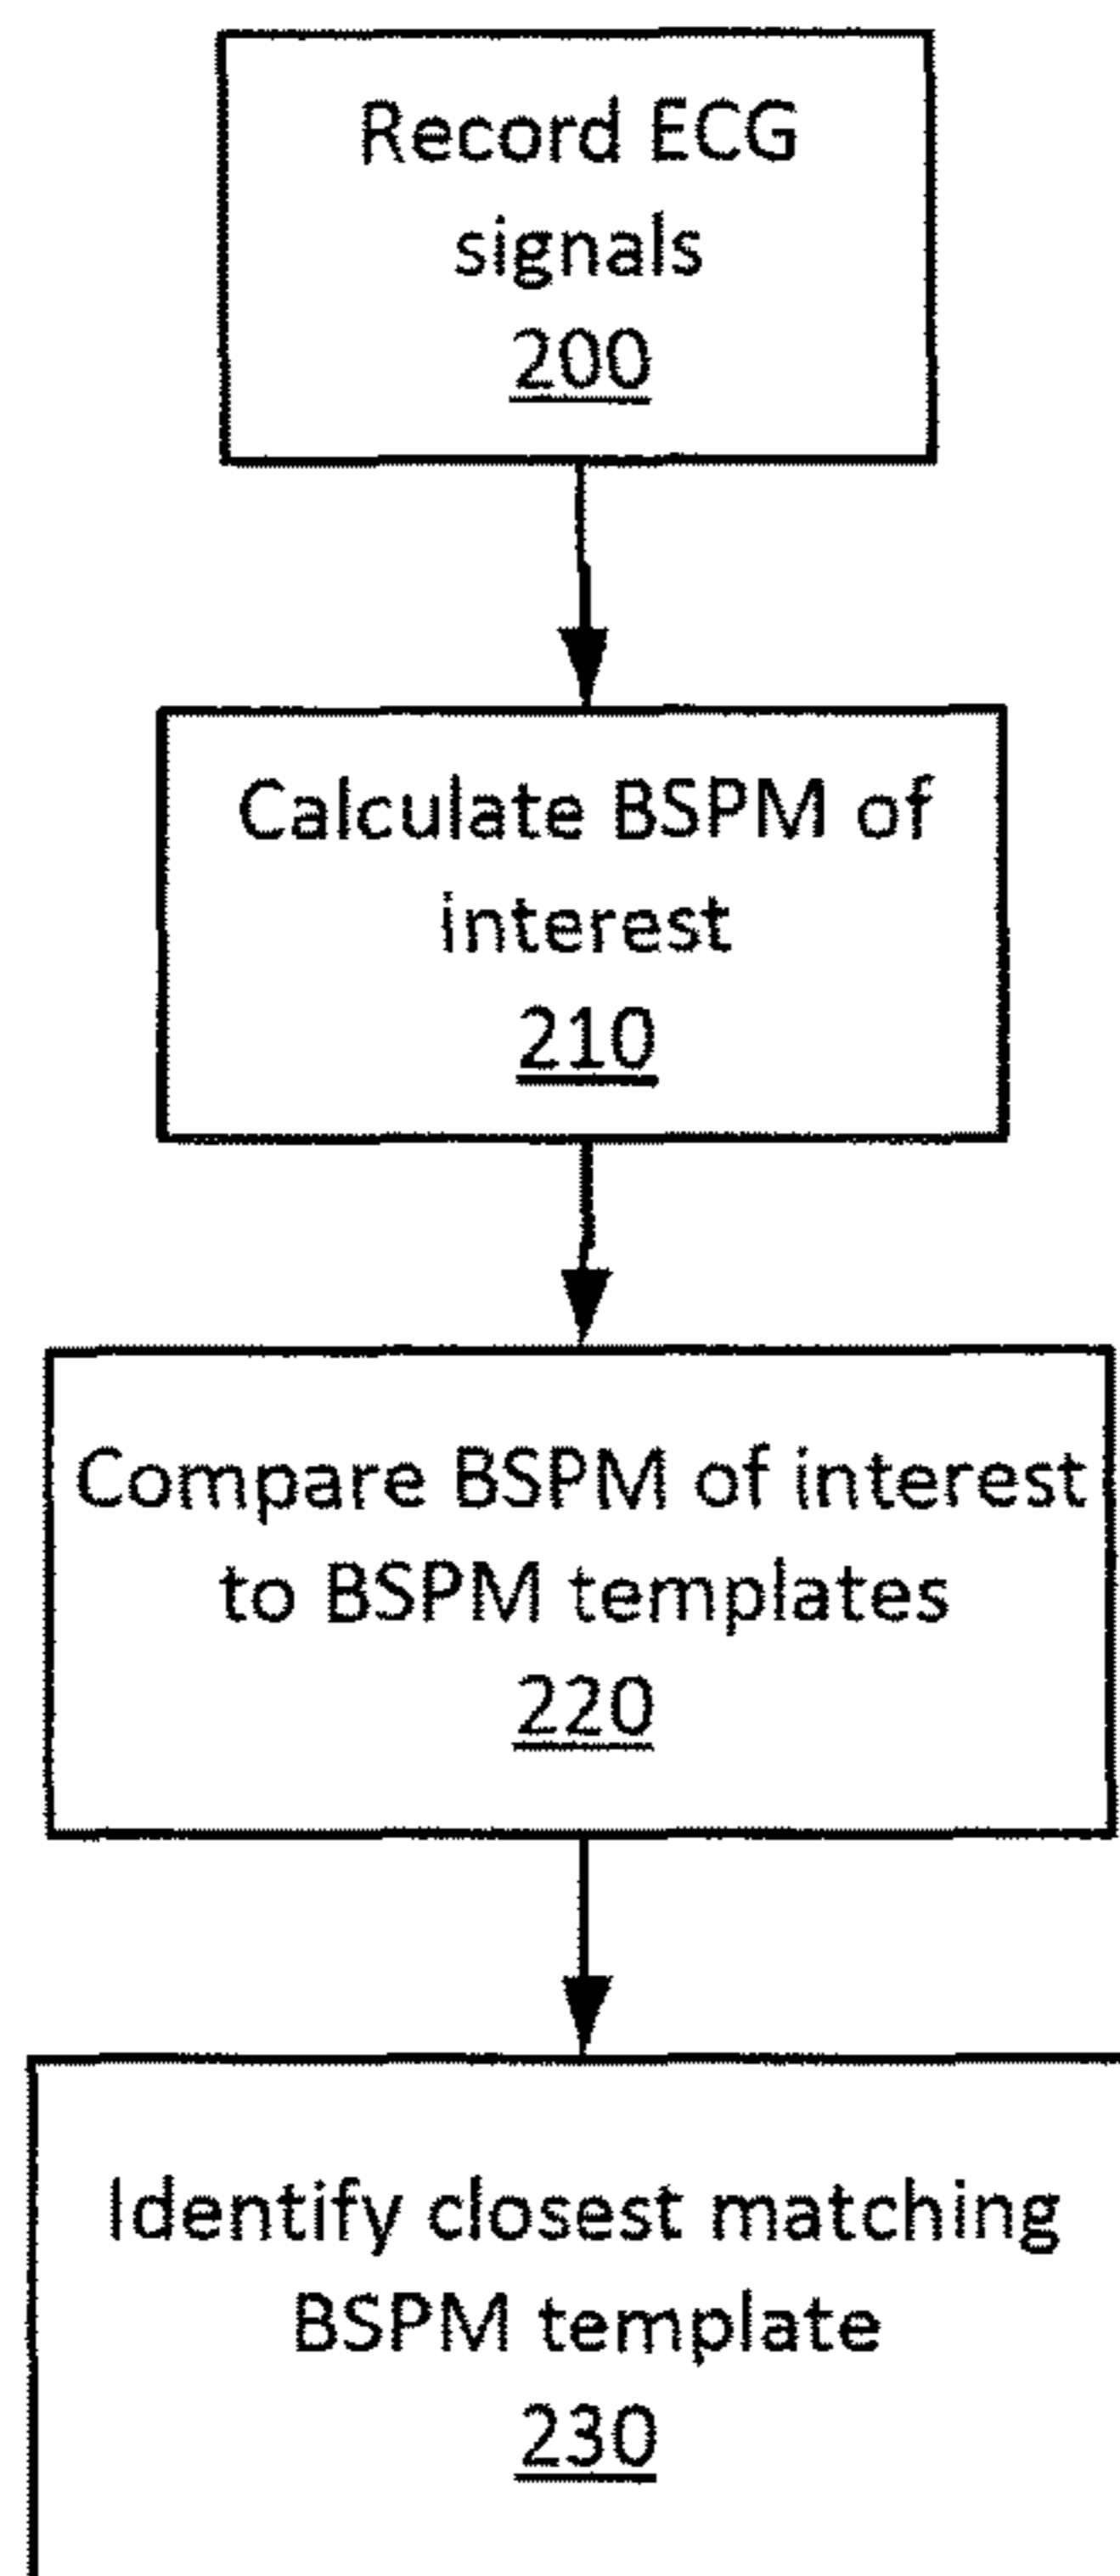 Record ECG
signals
200
Calculate BSPM of
interest
210
Compare BSPM of interest
to BSPM templates
220
Identify closest matching
BSPM template
230